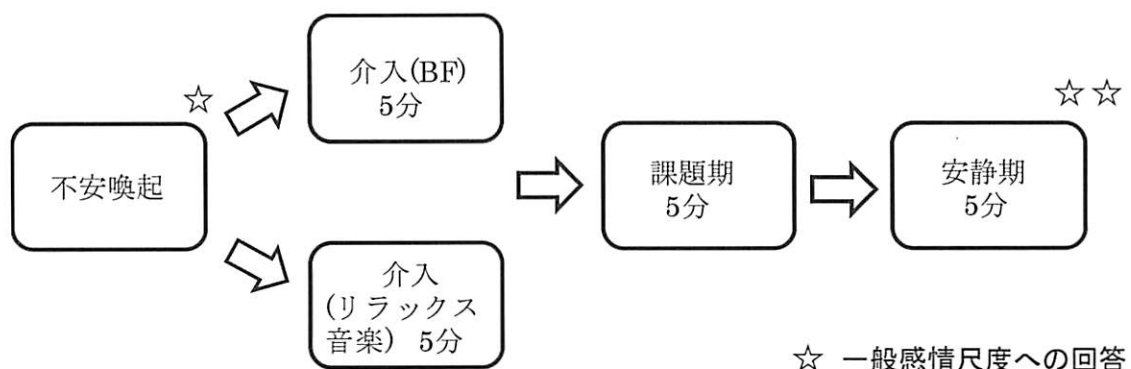 ☆
不安喚起
介入(BF)
5分
介入
(リラックス
音楽) 5分
課題期
5分
☆☆
安静期
5分
☆ 一般感情尺度への回答